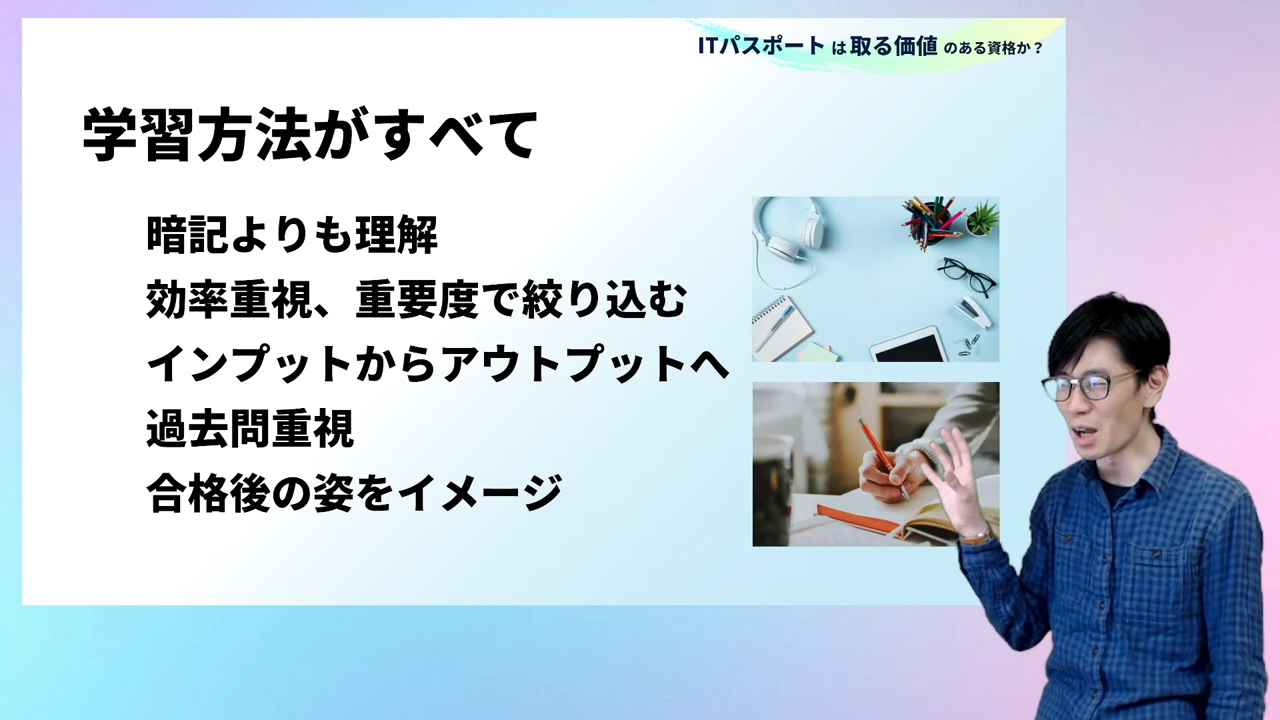 ITパスポート は 取る価値 のある資格か？
学習方法がすべて
暗記よりも理解
効率重視、重要度で絞り込む
インプットからアウトプットへ
過去問重視
合格後の姿をイメージ